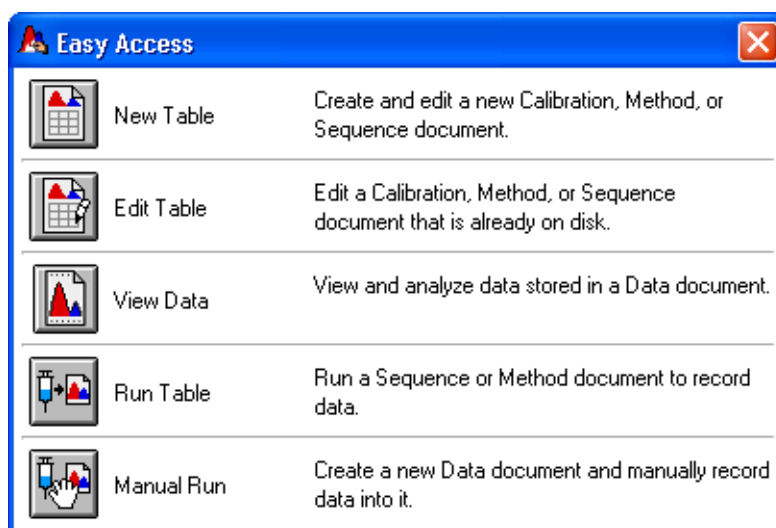 Easy Access
New Table
Create and edit a new Calibration, Method, or
Sequence document.
Edit Table
Edit a Calibration, Method, or Sequence
document that is already on disk.
View Data
View and analyze data stored in a Data document.
Run Table
Run a Sequence or Method document to record
data.
Manual Run
Create a new Data document and manually record
data into it.